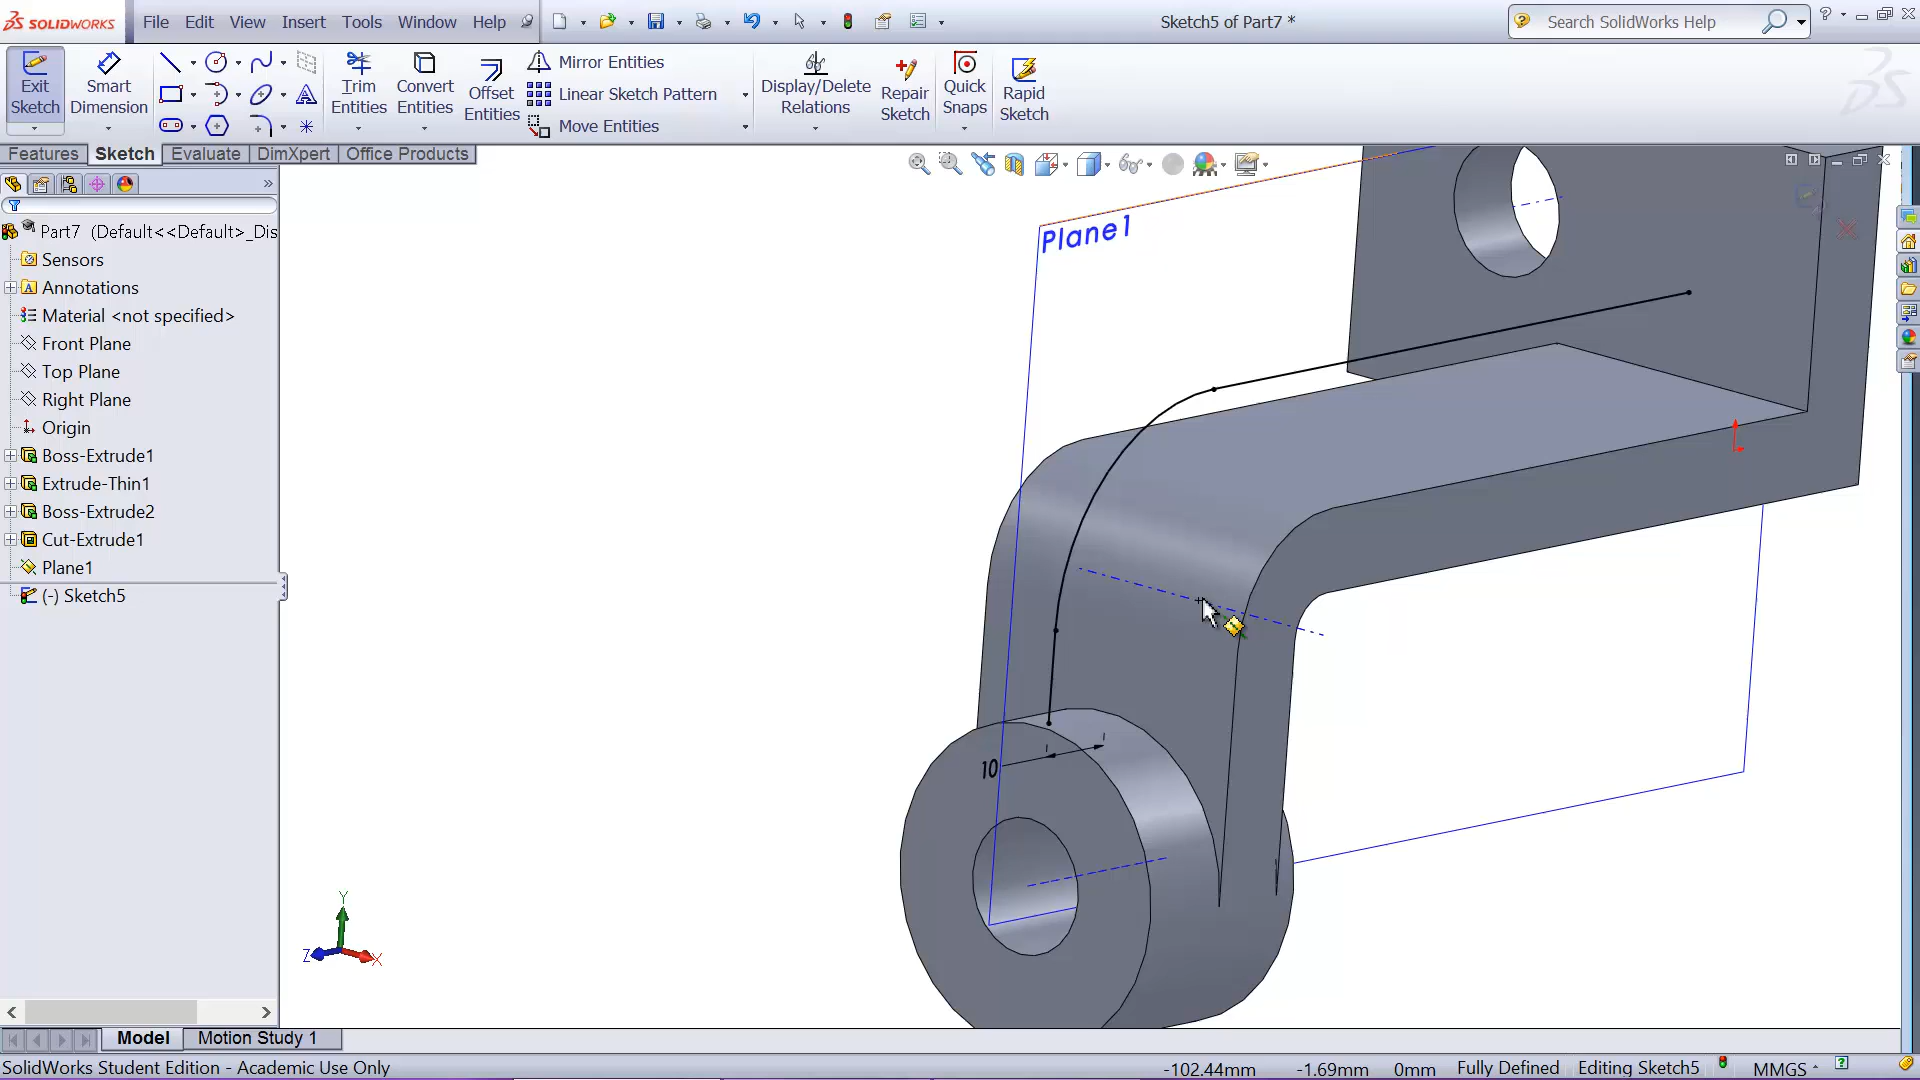 SOLIDWORKS File Edit View Insert Tools Window Help Sketch5 of Part7 * Search SolidWorks Help
Exit Sketch
Smart Dimension
Trim Entities
Convert Entities
Offset Entities
Mirror Entities
Linear Sketch Pattern
Move Entities
Display/Delete Relations
Repair Sketch
Quick Snaps
Rapid Sketch
Features Sketch Evaluate DimXpert Office Products
Part7 (Default<<Default>_Dis
Sensors
Annotations
Material <not specified>
Front Plane
Top Plane
Right Plane
Origin
Boss-Extrude1
Extrude-Thin1
Boss-Extrude2
Cut-Extrude1
Plane1
(-) Sketch5
Plane1
10
Y
Z X
Model Motion Study 1
SolidWorks Student Edition - Academic Use Only -102.44mm -1.69mm 0mm Fully Defined Editing Sketch5 MMGS